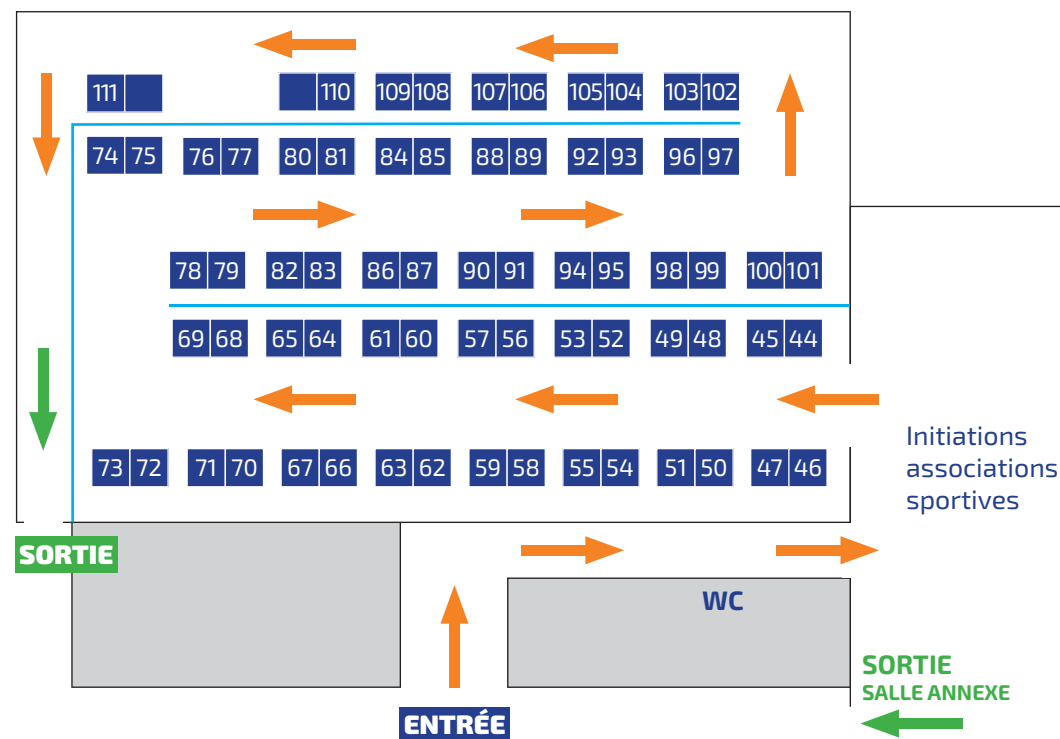 111 110 109 108 107 106 105 104 103 102
74 75 76 77 80 81 84 85 88 89 92 93 96 97
78 79 82 83 86 87 90 91 94 95 98 99 100 101
69 68 65 64 61 60 57 56 53 52 49 48 45 44
73 72 71 70 67 66 63 62 59 58 55 54 51 50 47 46
Initiations
associations
sportives
SORTIE
WC
SORTIE
SALLE ANNEXE
ENTRÉE